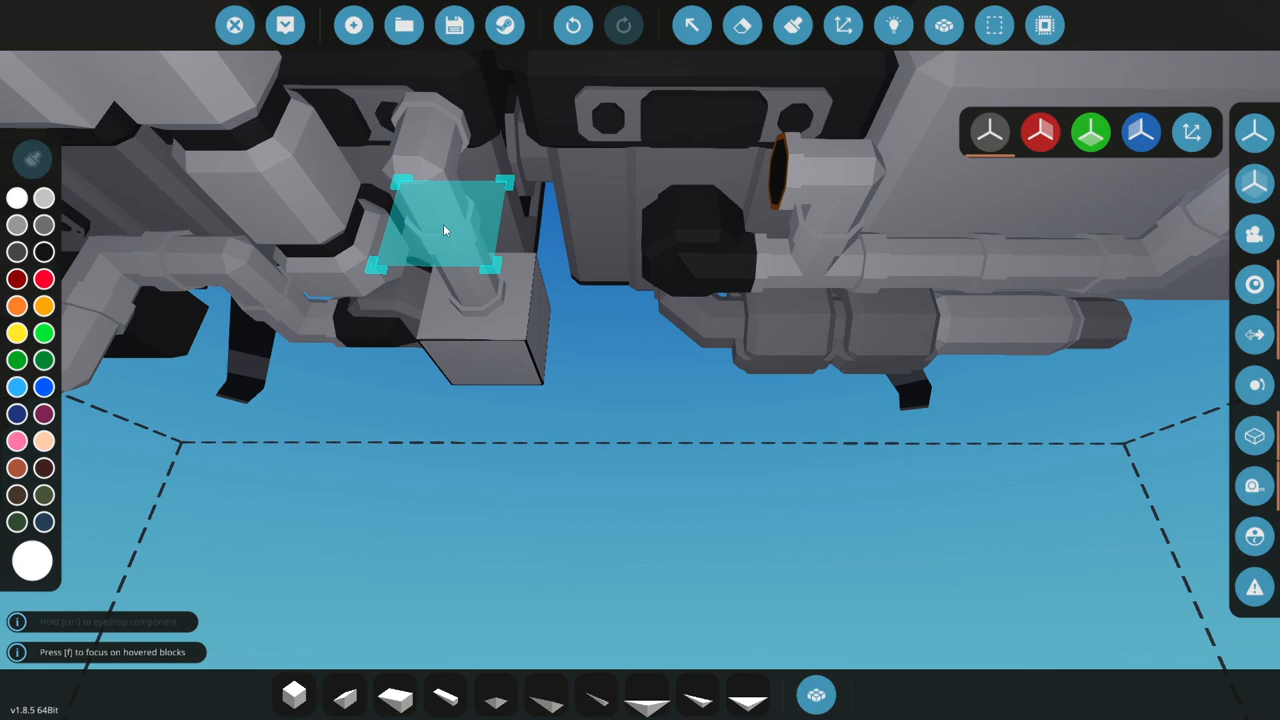 Hold [ctrl] to eyedrop component
Press [f] to focus on hovered blocks
v1.8.5 64Bit